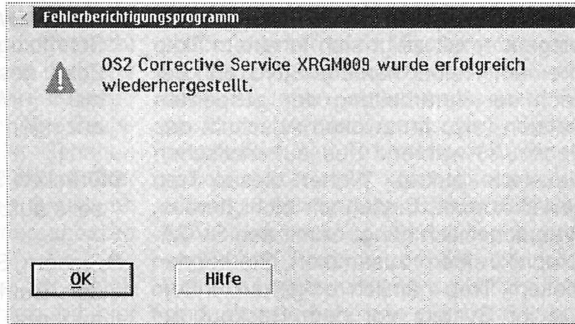 Fehlerberichtigungsprogramm
OS2 Corrective Service XRGM009 wurde erfolgreich
wiederhergestellt.
OK
Hilfe